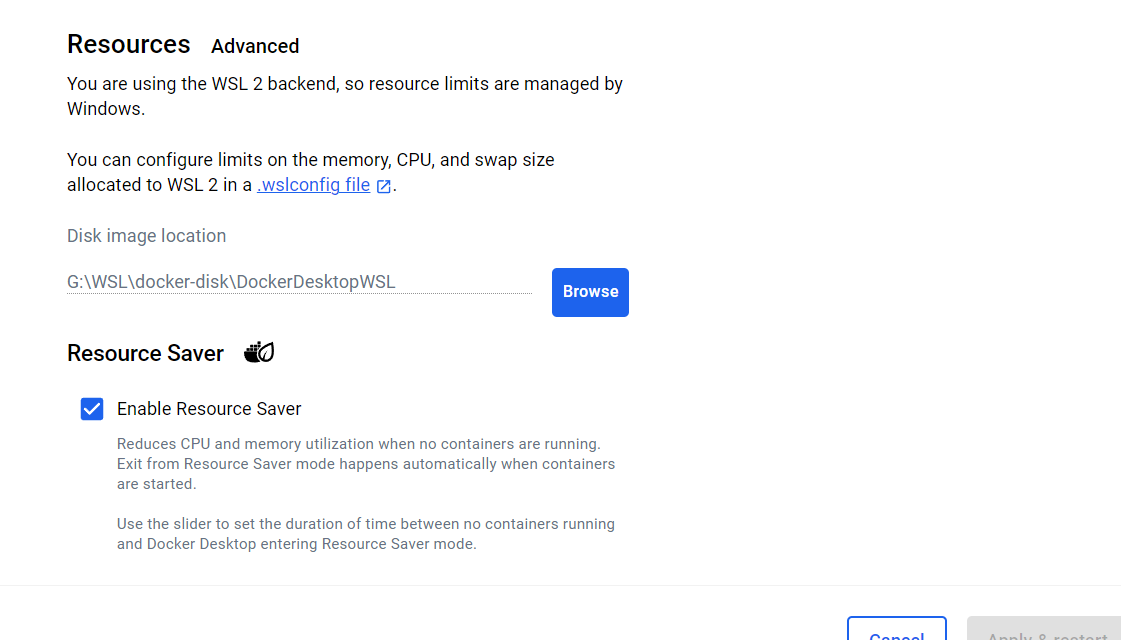 Resources Advanced
You are using the WSL 2 backend, so resource limits are managed by
Windows.
You can configure limits on the memory, CPU, and swap size
allocated to WSL 2 in a .wslconfig file.
Disk image location
G:\WSL\docker-disk\DockerDesktopWSL
Browse
Resource Saver
Enable Resource Saver
Reduces CPU and memory utilization when no containers are running.
Exit from Resource Saver mode happens automatically when containers
are started.
Use the slider to set the duration of time between no containers running
and Docker Desktop entering Resource Saver mode.
Cancel Apply & restart